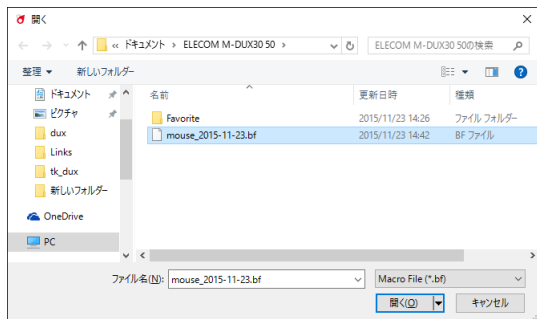 開く
« ドキュメント › ELECOM M-DUX30 50 ›
ELECOM M-DUX30 50の検索
整理 新しいフォルダー
ドキュメント
ピクチャ
dux
Links
tk_dux
新しいフォルダー
OneDrive
PC
名前 更新日時 種類
Favorite 2015/11/23 14:26 ファイル フォルダー
mouse_2015-11-23.bf 2015/11/23 14:42 BF ファイル
ファイル名(N): mouse_2015-11-23.bf Macro File (*.bf)
開く(O) キャンセル